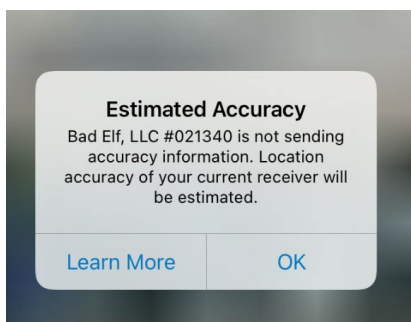 Estimated Accuracy
Bad Elf, LLC #021340 is not sending
accuracy information. Location
accuracy of your current receiver will
be estimated.
Learn More
OK